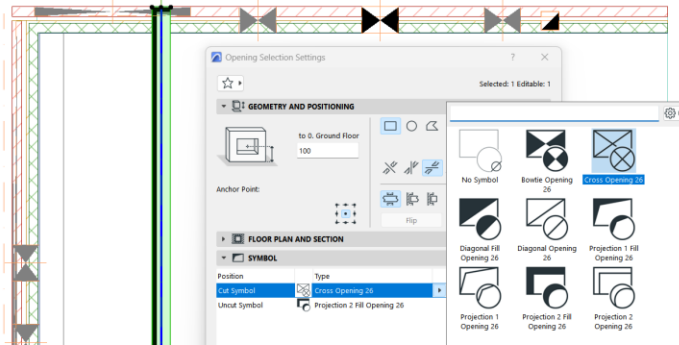 Opening Selection Settings
Selected: 1 Editable: 1
GEOMETRY AND POSITIONING
to 0. Ground Floor
100
Anchor Point:
Flip
FLOOR PLAN AND SECTION
SYMBOL
Position Type
Cut Symbol Cross Opening 26
Uncut Symbol Projection 2 Fill Opening 26
No Symbol
Bowtie Opening
26
Cross Opening 26
Diagonal Fill
Opening 26
Diagonal Opening
26
Projection 1 Fill
Opening 26
Projection 1
Opening 26
Projection 2 Fill
Opening 26
Projection 2
Opening 26